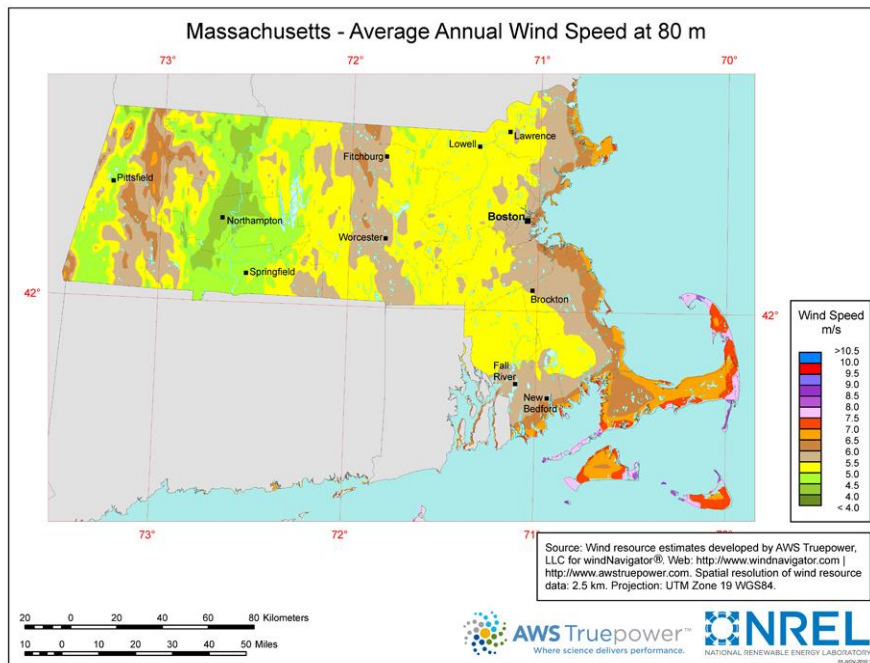 Massachusetts - Average Annual Wind Speed at 80 m
73°
72°
71°
70°
Lawrence
Lowell
Fitchburg
Pittsfield
Boston
Northampton
Worcester
Springfield
42°
Brockton
42°
Fall
River
New
Bedford
Wind Speed
m/s
>10.5
10.0
9.5
9.0
8.5
8.0
7.5
7.0
6.5
6.0
5.5
5.0
4.5
4.0
< 4.0
73°
72°
71°
Source: Wind resource estimates developed by AWS Truepower,
LLC for windNavigator®. Web: http://www.windnavigator.com |
http://www.awstruepower.com. Spatial resolution of wind resource
data: 2.5 km. Projection: UTM Zone 19 WGS84.
20 0 20 40 60 80 Kilometers
10 0 10 20 30 40 50 Miles
AWS Truepower™
Where science delivers performance.
NREL
NATIONAL RENEWABLE ENERGY LABORATORY